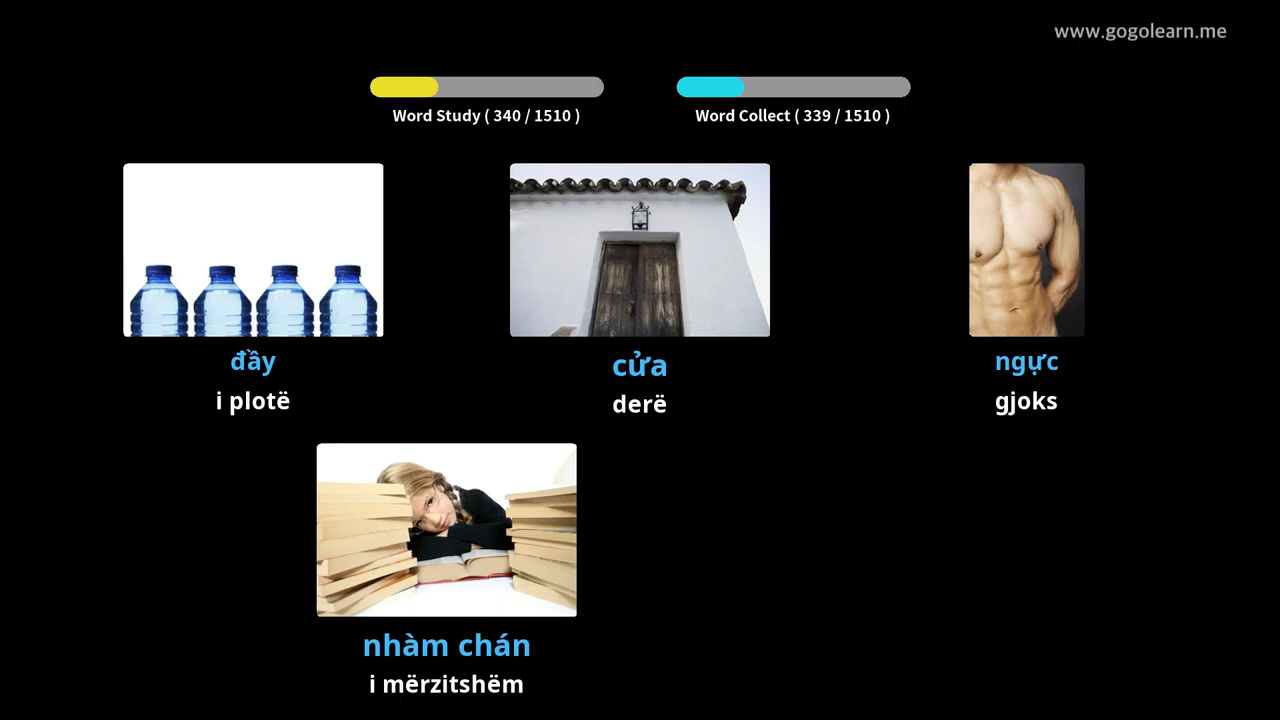 www.gogolearn.me
Word Study ( 340 / 1510 )
Word Collect ( 339 / 1510 )
đầy
i plotë
cửa
derë
ngực
gjoks
nhàm chán
i mërzitshëm